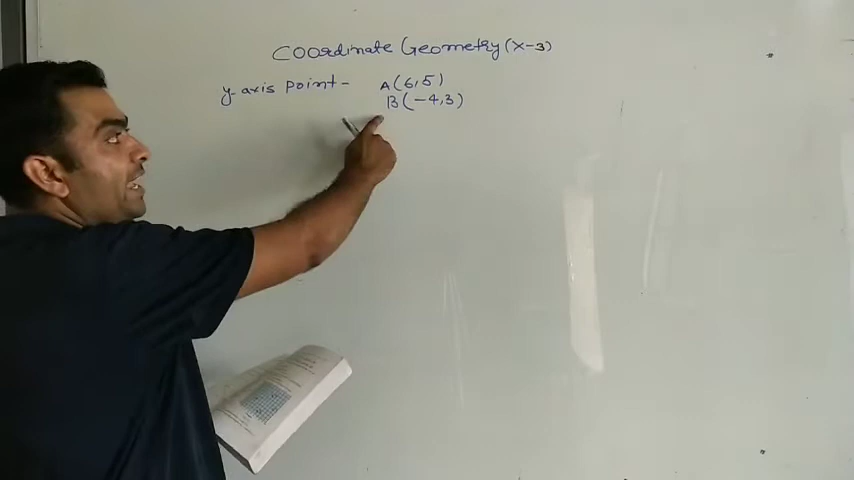 Coordinate Geometry (X-3)
y-axis point - A(6,5)
B(-4,3)